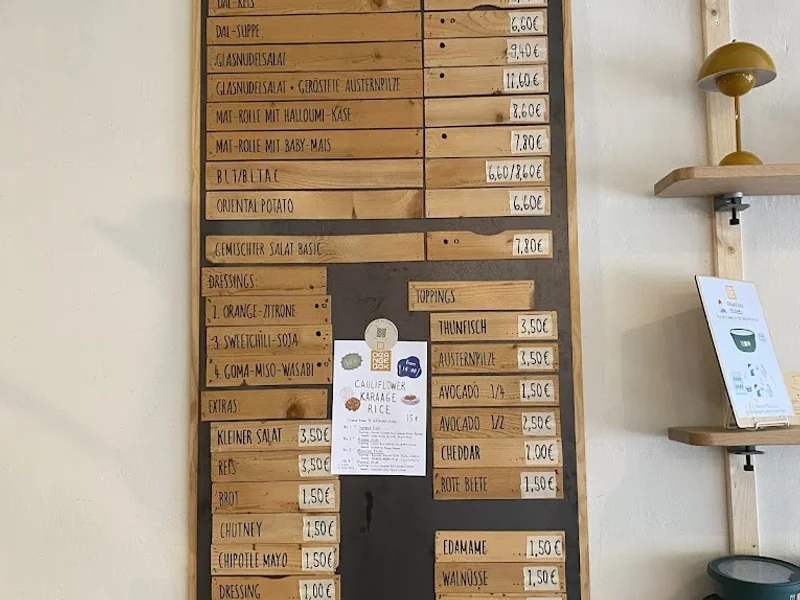 DAL-REIS
DAL-SUPPE 6,60€
GLASNUDELSALAT 9,40€
GLASNUDELSALAT + GERÖSTETE AUSTERNPILZE 11,60€
MAT-ROLLE MIT HALLOUMI-KÄSE 8,60€
MAT-ROLLE MIT BABY-MAIS 7,80€
B.L.T/B.L.T.A.C 6,60/8,60€
ORIENTAL POTATO 6,60€
GEMISCHTER SALAT BASIC 7,80€
DRESSINGS:
1. ORANGE-ZITRONE
3. SWEETCHILI-SOJA
4. GOMA-MISO-WASABI
EXTRAS:
KLEINER SALAT 3,50€
REIS 3,50€
BROT 1,50€
CHUTNEY 1,50€
CHIPOTLE MAYO 1,50€
DRESSING 1,00€
ORANGE BOX
CAULIFLOWER
KARAAGE
RICE
TOPPINGS
THUNFISCH 3,50€
AUSTERNPILZE 3,50€
AVOCADO 1/4 1,50€
AVOCADO 1/2 2,50€
CHEDDAR 2.00€
ROTE BEETE 1,50€
EDAMAME 1,50€
WALNÜSSE 1,50€